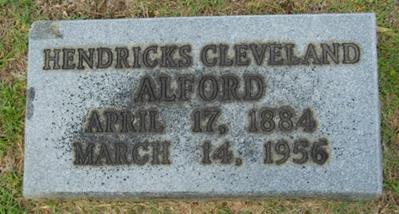 HENDRICKS CLEVELAND
ALFORD
APRIL 17, 1884
MARCH 14, 1956